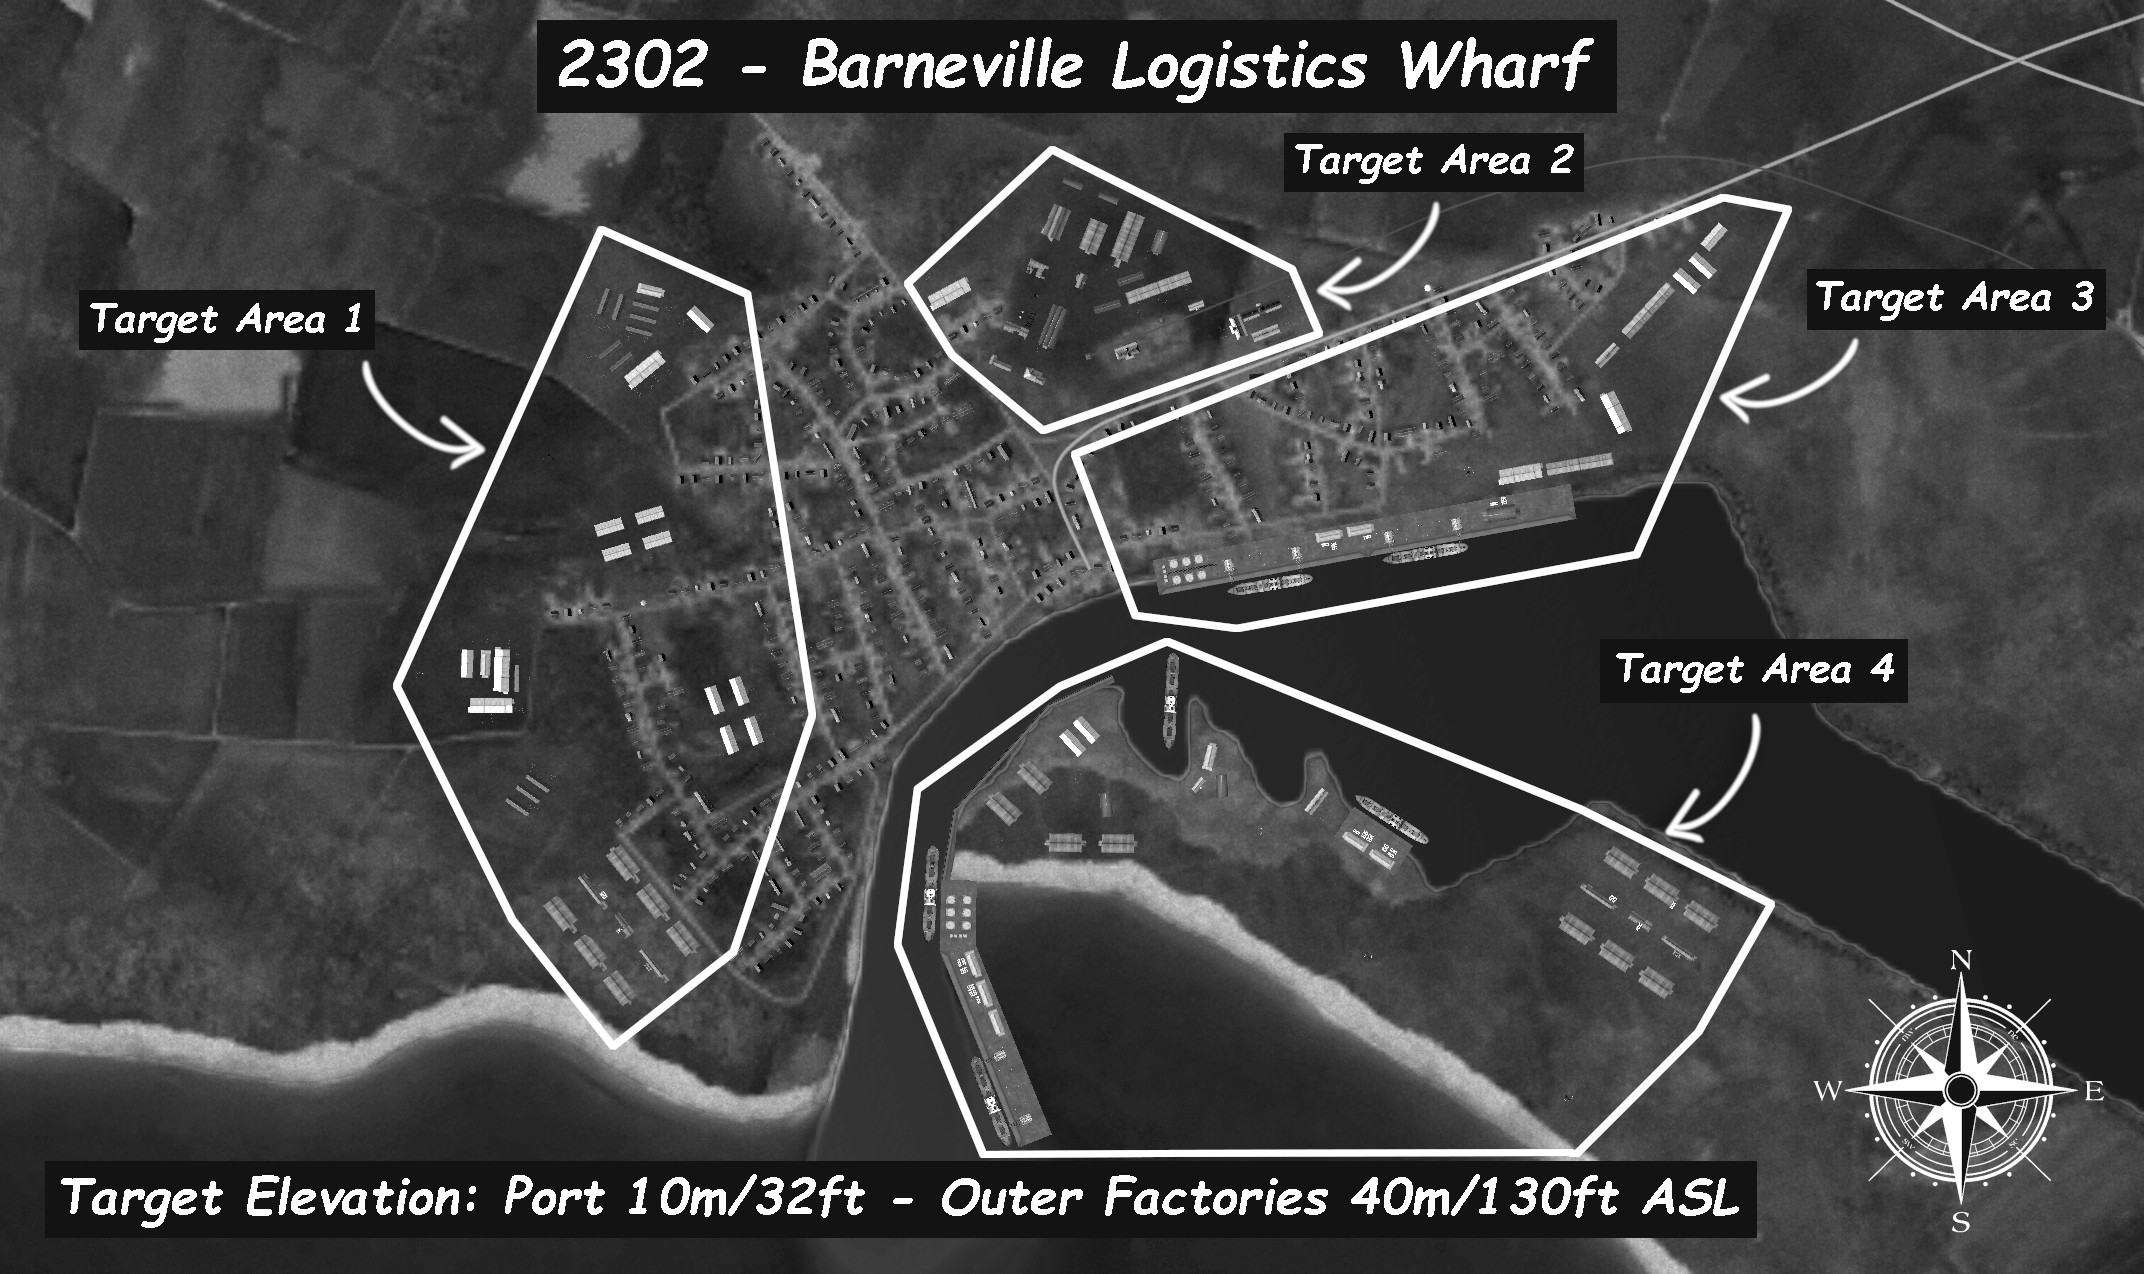 2302 - Barneville Logistics Wharf
Target Area 2
Target Area 1
Target Area 3
Target Area 4
N
W
E
S
Target Elevation: Port 10m/32ft - Outer Factories 40m/130ft ASL